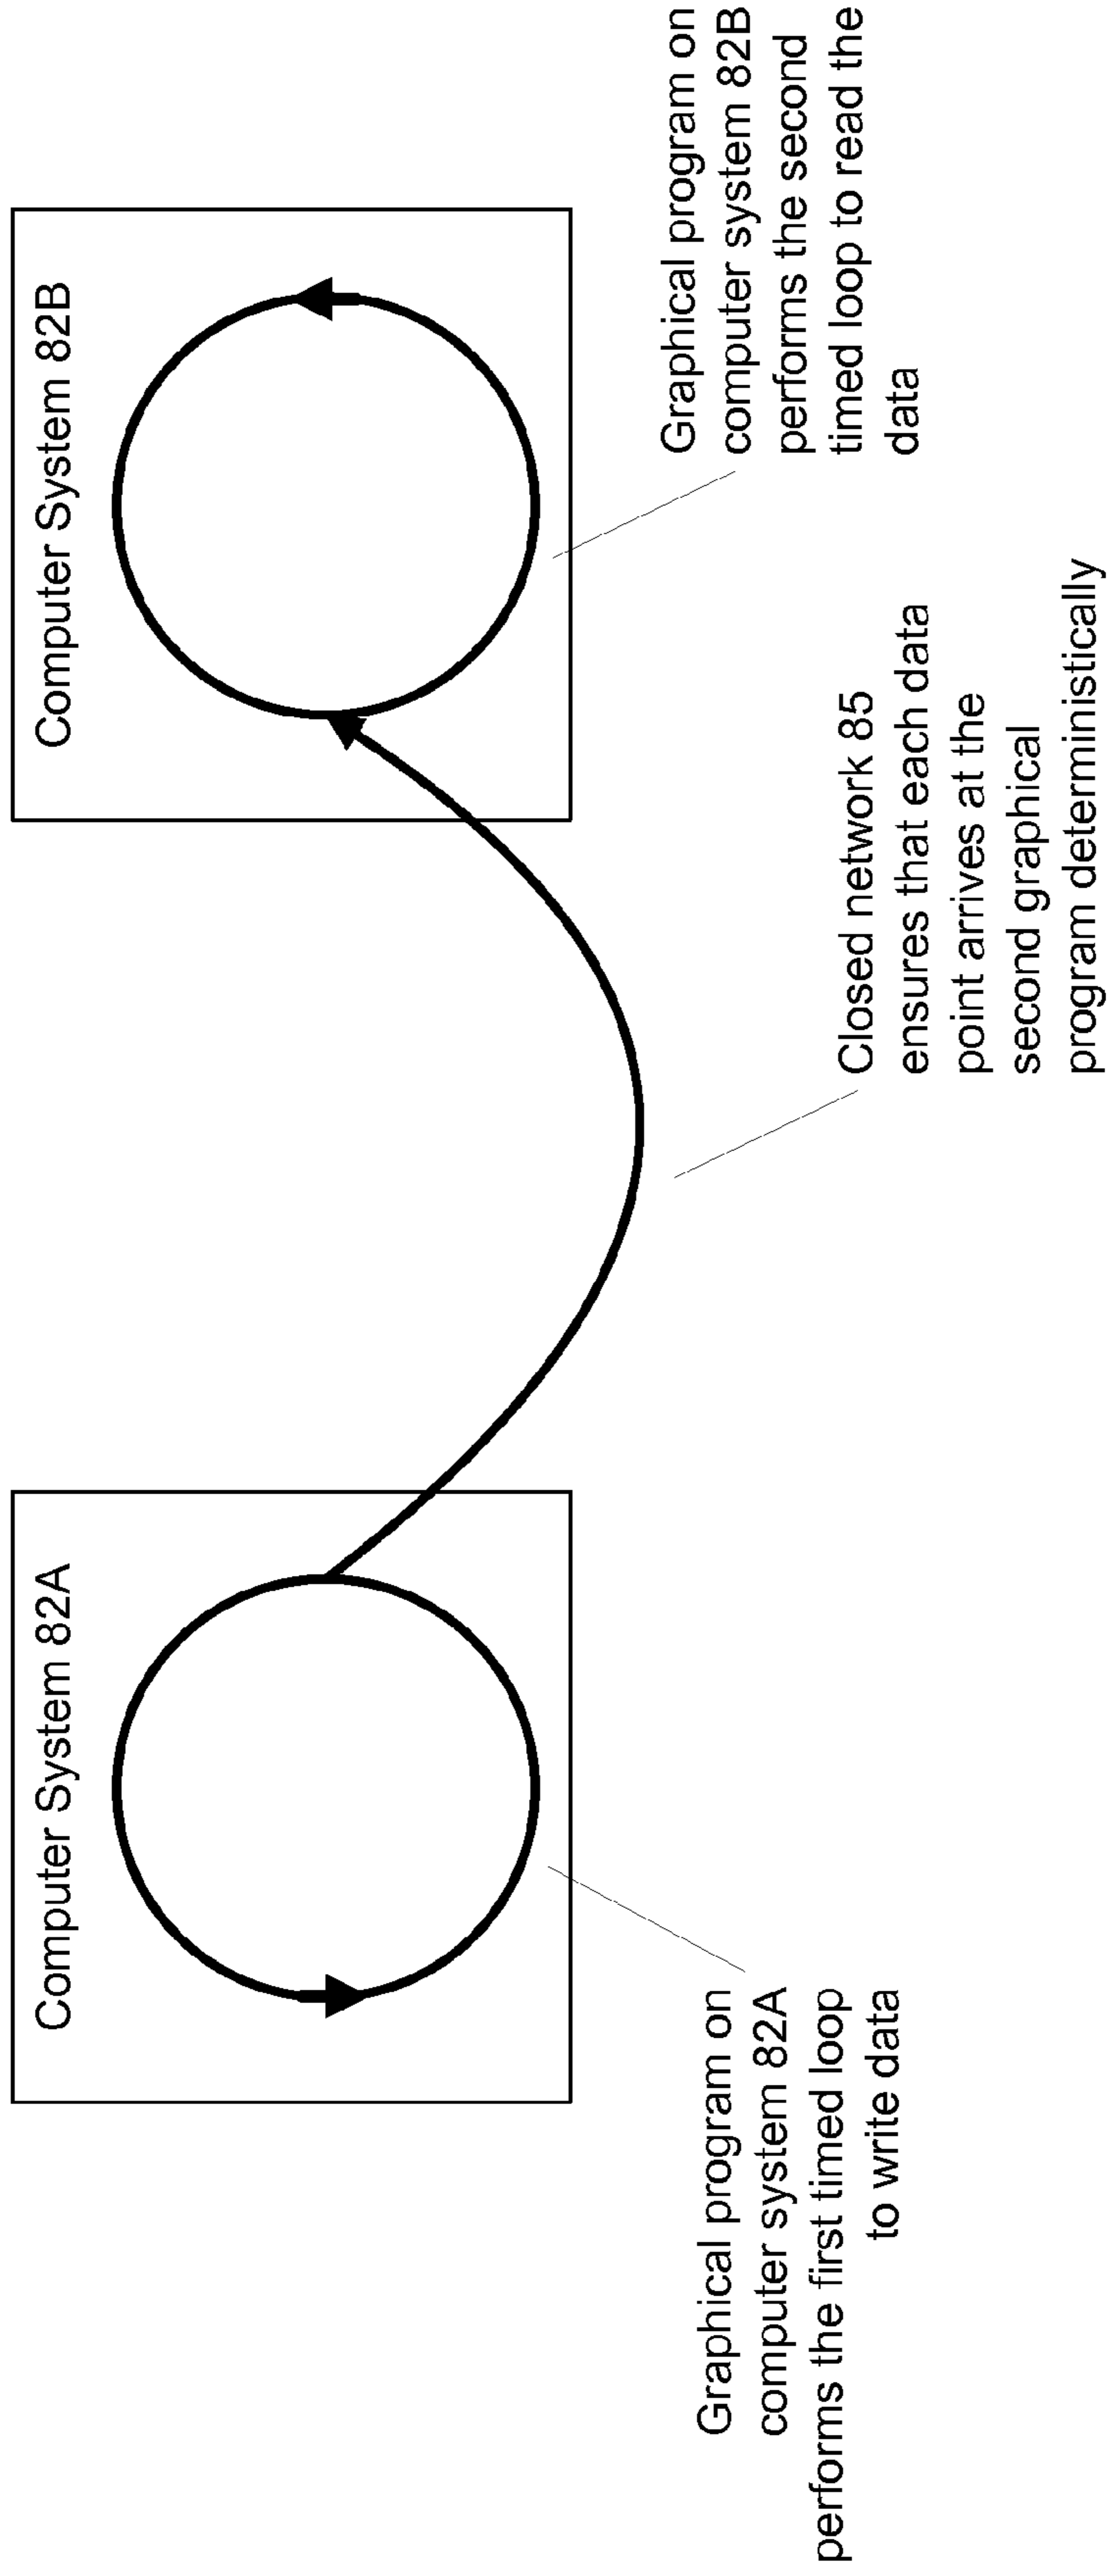 Computer System 82A
Computer System 82B
Graphical program on
computer system 82A
performs the first timed loop
to write data
Closed network 85
ensures that each data
point arrives at the
second graphical
program deterministically
Graphical program on
computer system 82B
performs the second
timed loop to read the
data